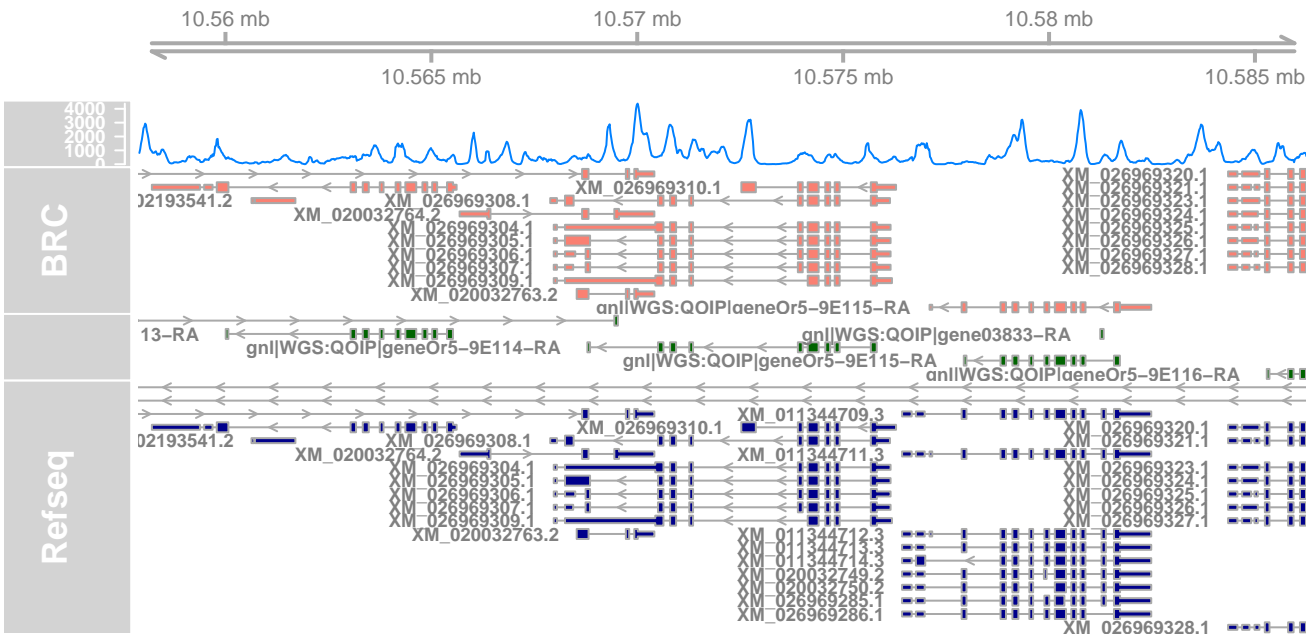 10.56 mb 10.57 mb 10.58 mb
10.565 mb 10.575 mb 10.585 mb
4000
3000
2000
1000
0
BRC
XM_026969320.1
XM_026969310.1 XM_026969321.1
02193541.2 XM_026969308.1 XM_026969323.1
XM_020032764.2 XM_026969324.1
XM_026969304.1 XM_026969325.1
XM_026969305.1 XM_026969326.1
XM_026969306.1 XM_026969327.1
XM_026969307.1 XM_026969328.1
XM_026969309.1
XM_020032763.2
gnl|WGS:QOIP|geneOr5-9E115-RA
13-RA gnl|WGS:QOIP|gene03833-RA
gnl|WGS:QOIP|geneOr5-9E114-RA
gnl|WGS:QOIP|geneOr5-9E115-RA
gnl|WGS:QOIP|geneOr5-9E116-RA
Refseq
XM_011344709.3
XM_026969310.1 XM_026969320.1
02193541.2 XM_026969308.1 XM_026969321.1
XM_020032764.2 XM_011344711.3
XM_026969304.1 XM_026969323.1
XM_026969305.1 XM_026969324.1
XM_026969306.1 XM_026969325.1
XM_026969307.1 XM_026969326.1
XM_026969309.1 XM_026969327.1
XM_020032763.2 XM_011344712.3
XM_011344713.3
XM_011344714.3
XM_020032749.2
XM_020032750.2
XM_026969285.1
XM_026969286.1
XM_026969328.1